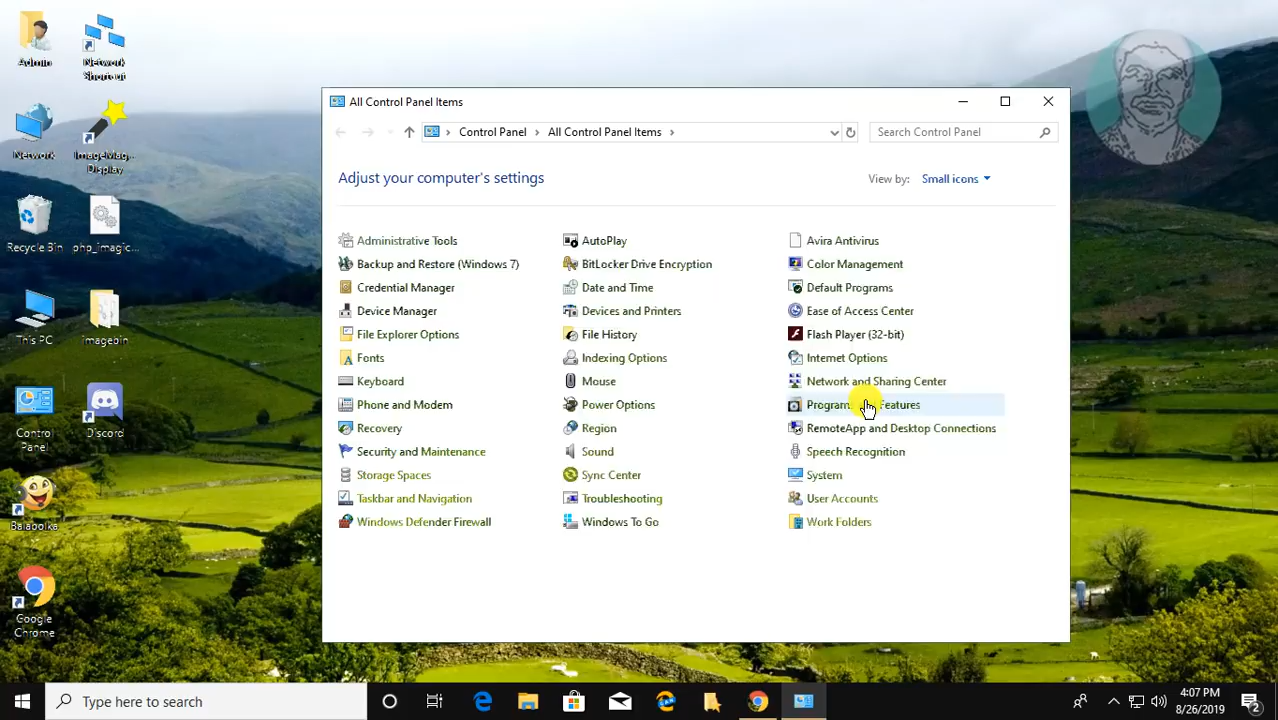 Admin
Network Shortcut
Network
ImageMag... Display
Recycle Bin
php_imagic...
This PC
imagebin
Control Panel
Discord
Balabolka
Google Chrome
All Control Panel Items
Control Panel > All Control Panel Items >
Search Control Panel
Adjust your computer's settings
View by: Small icons
Administrative Tools
AutoPlay
Avira Antivirus
Backup and Restore (Windows 7)
BitLocker Drive Encryption
Color Management
Credential Manager
Date and Time
Default Programs
Device Manager
Devices and Printers
Ease of Access Center
File Explorer Options
File History
Flash Player (32-bit)
Fonts
Indexing Options
Internet Options
Keyboard
Mouse
Network and Sharing Center
Phone and Modem
Power Options
Programs and Features
Recovery
Region
RemoteApp and Desktop Connections
Security and Maintenance
Sound
Speech Recognition
Storage Spaces
Sync Center
System
Taskbar and Navigation
Troubleshooting
User Accounts
Windows Defender Firewall
Windows To Go
Work Folders
Type here to search
4:07 PM
8/26/2019
2